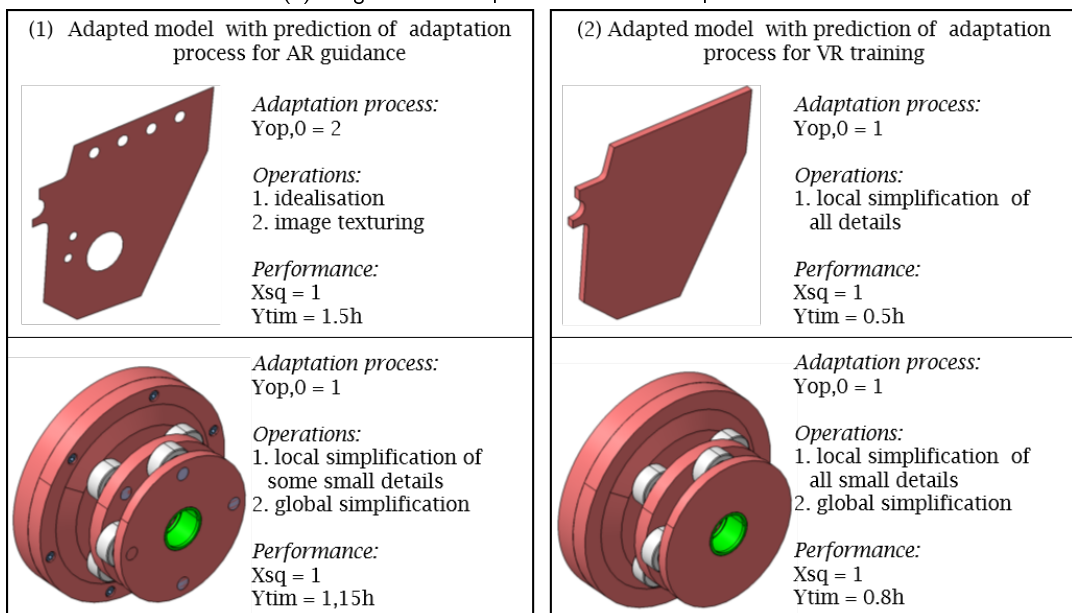 (1) Adapted model with prediction of adaptation
process for AR guidance
Adaptation process:
Yop,0 = 2
Operations:
1. idealisation
2. image texturing
Performance:
Xsq = 1
Ytim = 1.5h
Adaptation process:
Yop,0 = 1
Operations:
1. local simplification of
some small details
2. global simplification
Performance:
Xsq = 1
Ytim = 1,15h
(2) Adapted model with prediction of adaptation
process for VR training
Adaptation process:
Yop,0 = 1
Operations:
1. local simplification of
all details
Performance:
Xsq = 1
Ytim = 0.5h
Adaptation process:
Yop,0 = 1
Operations:
1. local simplification of
all small details
2. global simplification
Performance:
Xsq = 1
Ytim = 0.8h